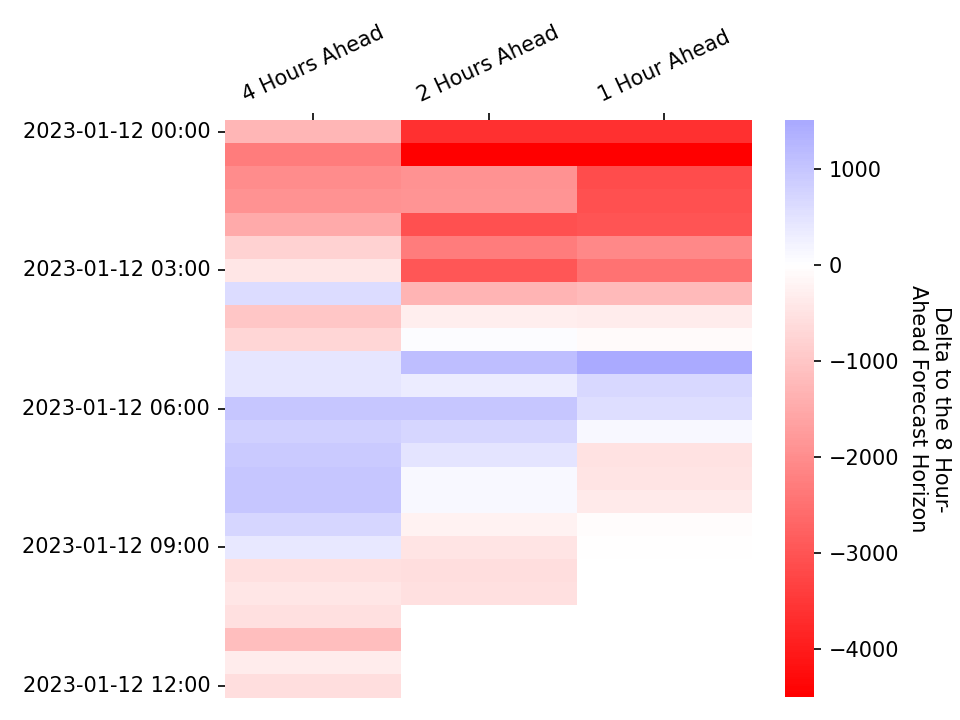 4 Hours Ahead
2 Hours Ahead
1 Hour Ahead
2023-01-12 00:00
2023-01-12 03:00
2023-01-12 06:00
2023-01-12 09:00
2023-01-12 12:00
1000
0
−1000
−2000
−3000
−4000
Delta to the 8 Hour-
Ahead Forecast Horizon